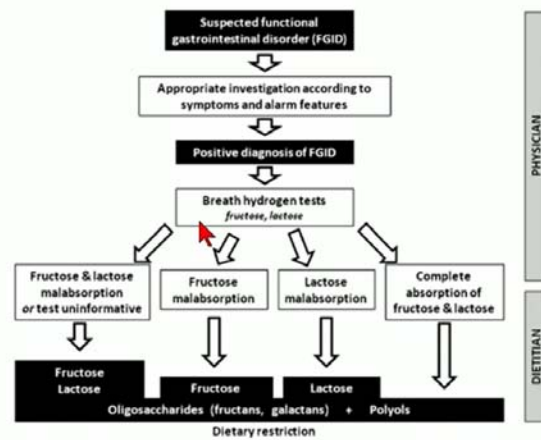 Suspected functional
gastrointestinal disorder (FGID)
Appropriate investigation according to
symptoms and alarm features
Positive diagnosis of FGID
Breath hydrogen tests
fructose, lactose
Fructose & lactose
malabsorption
or test uninformative
Fructose
malabsorption
Lactose
malabsorption
Complete
absorption of
fructose & lactose
Fructose
Lactose
Fructose
Lactose
Oligosaccharides (fructans, galactans) + Polyols
Dietary restriction
PHYSICIAN
DIETITIAN